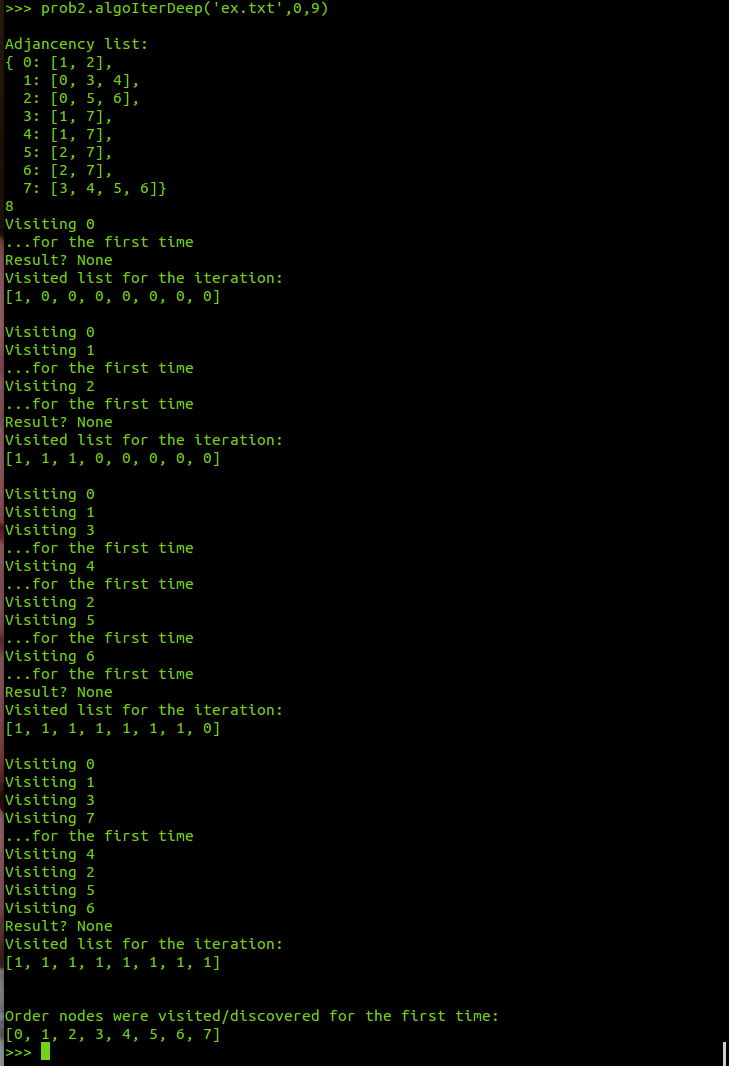 >>> prob2.algoIterDeep('ex.txt',0,9)
Adjancency list:
{ 0: [1, 2],
1: [0, 3, 4],
2: [0, 5, 6],
3: [1, 7],
4: [1, 7],
5: [2, 7],
6: [2, 7],
7: [3, 4, 5, 6]}
8
Visiting 0
...for the first time
Result? None
Visited list for the iteration:
[1, 0, 0, 0, 0, 0, 0, 0]
Visiting 0
Visiting 1
...for the first time
Visiting 2
...for the first time
Result? None
Visited list for the iteration:
[1, 1, 1, 0, 0, 0, 0, 0]
Visiting 0
Visiting 1
Visiting 3
...for the first time
Visiting 4
...for the first time
Visiting 2
Visiting 5
...for the first time
Visiting 6
...for the first time
Result? None
Visited list for the iteration:
[1, 1, 1, 1, 1, 1, 1, 0]
Visiting 0
Visiting 1
Visiting 3
Visiting 7
...for the first time
Visiting 4
Visiting 2
Visiting 5
Visiting 6
Result? None
Visited list for the iteration:
[1, 1, 1, 1, 1, 1, 1, 1]
Order nodes were visited/discovered for the first time:
[0, 1, 2, 3, 4, 5, 6, 7]
>>>